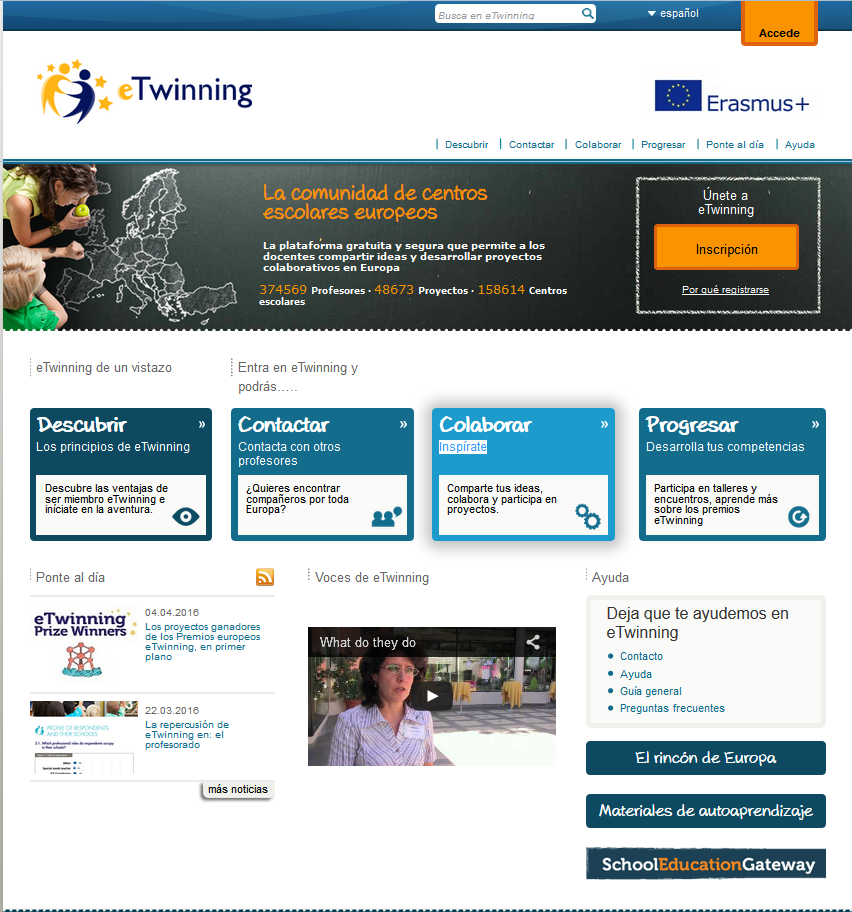 Busca en eTwinning
español
Accede
eTwinning
Erasmus+
Descubrir
Contactar
Colaborar
Progresar
Ponte al día
Ayuda
La comunidad de centros
escolares europeos
La plataforma gratuita y segura que permite a los
docentes compartir ideas y desarrollar proyectos
colaborativos en Europa
374569 Profesores · 48673 Proyectos · 158614 Centros
escolares
Únete a
eTwinning
Inscripción
Por qué registrarse
eTwinning de un vistazo
Entra en eTwinning y
podrás.....
Descubrir »
Los principios de eTwinning
Descubre las ventajas de
ser miembro eTwinning e
iníciate en la aventura.
Contactar »
Contacta con otros
profesores
¿Quieres encontrar
compañeros por toda
Europa?
Colaborar »
Inspírate
Comparte tus ideas,
colabora y participa en
proyectos.
Progresar »
Desarrolla tus competencias
Participa en talleres y
encuentros, aprende más
sobre los premios
eTwinning
Ponte al día
eTwinning
Prize Winners
04.04.2016
Los proyectos ganadores
de los Premios europeos
eTwinning, en primer
plano
PROFILE OF RESPONDENTS
AND THEIR SCHOOLS
22.03.2016
La repercusión de
eTwinning en: el
profesorado
más noticias
Voces de eTwinning
What do they do
Ayuda
Deja que te ayudemos en
eTwinning
Contacto
Ayuda
Guía general
Preguntas frecuentes
El rincón de Europa
Materiales de autoaprendizaje
SchoolEducationGateway